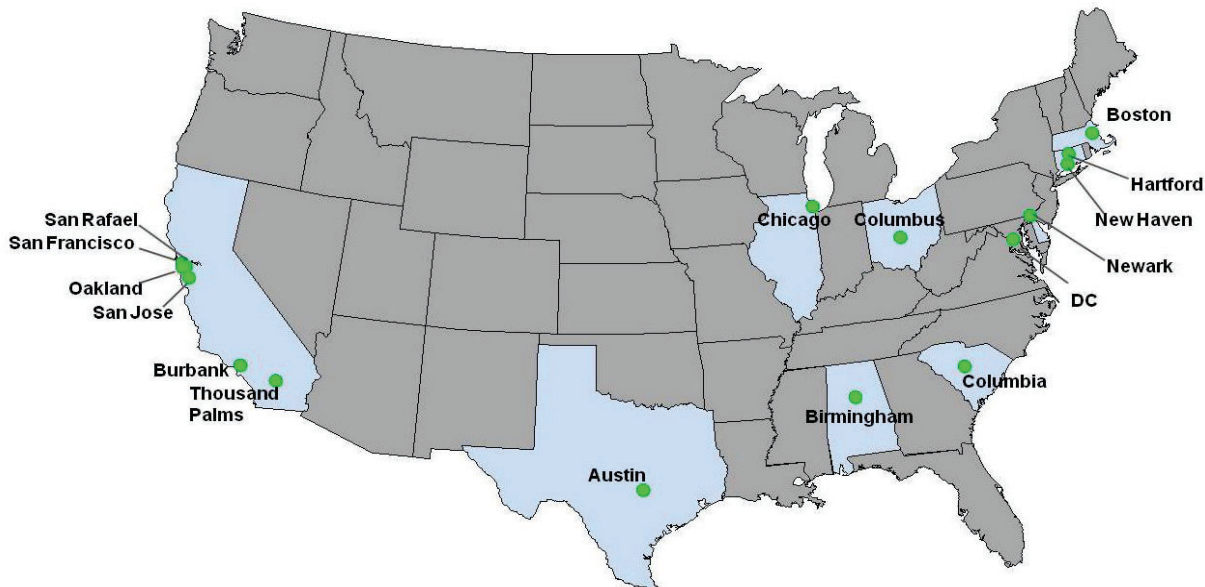 Boston
Hartford
New Haven
Newark
DC
Chicago
Columbus
San Rafael
San Francisco
Oakland
San Jose
Burbank
Thousand
Palms
Columbia
Birmingham
Austin